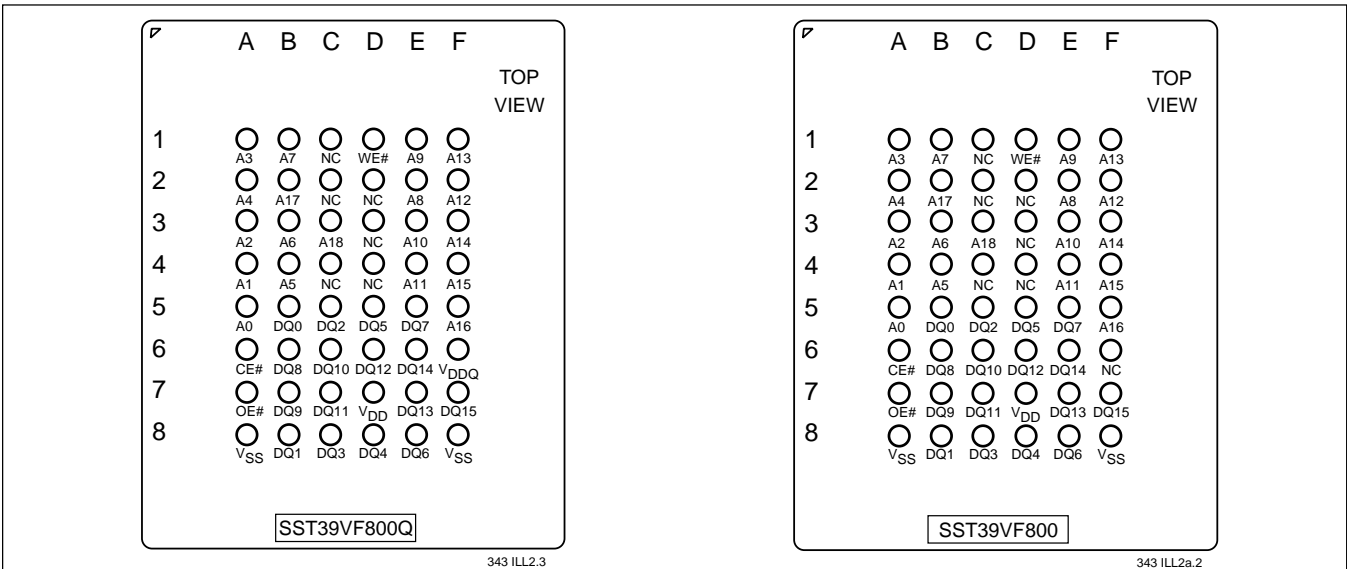 A B C D E F
TOP
VIEW
1
A3 A7 NC WE# A9 A13
2
A4 A17 NC NC A8 A12
3
A2 A6 A18 NC A10 A14
4
A1 A5 NC NC A11 A15
5
A0 DQ0 DQ2 DQ5 DQ7 A16
6
CE# DQ8 DQ10 DQ12 DQ14 VDDQ
7
OE# DQ9 DQ11 VDD DQ13 DQ15
8
VSS DQ1 DQ3 DQ4 DQ6 VSS
SST39VF800Q
343 ILL2.3
A B C D E F
TOP
VIEW
1
A3 A7 NC WE# A9 A13
2
A4 A17 NC NC A8 A12
3
A2 A6 A18 NC A10 A14
4
A1 A5 NC NC A11 A15
5
A0 DQ0 DQ2 DQ5 DQ7 A16
6
CE# DQ8 DQ10 DQ12 DQ14 NC
7
OE# DQ9 DQ11 VDD DQ13 DQ15
8
VSS DQ1 DQ3 DQ4 DQ6 VSS
SST39VF800
343 ILL2a.2